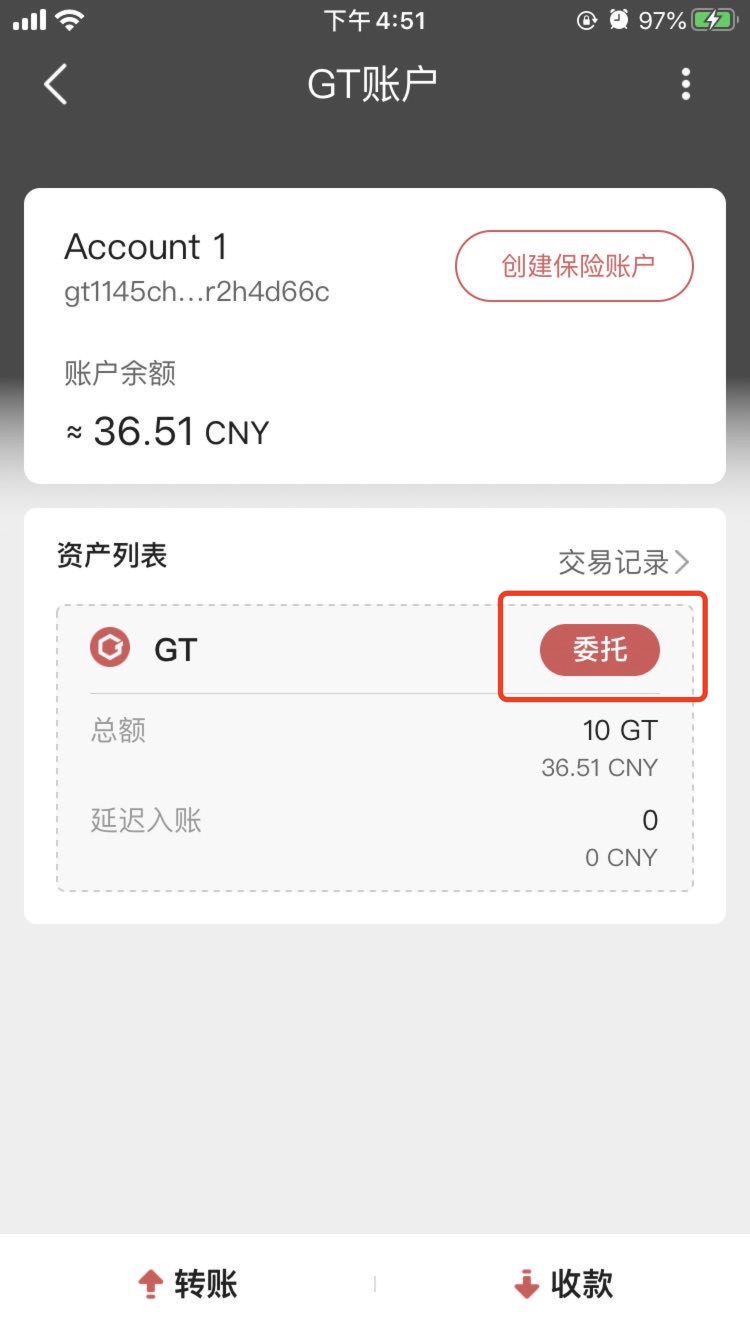 下午4:51
97%
GT账户
Account 1
创建保险账户
gt1145ch...r2h4d66c
账户余额
≈ 36.51 CNY
资产列表
交易记录
GT
委托
总额
10 GT
36.51 CNY
延迟入账
0
0 CNY
转账
收款